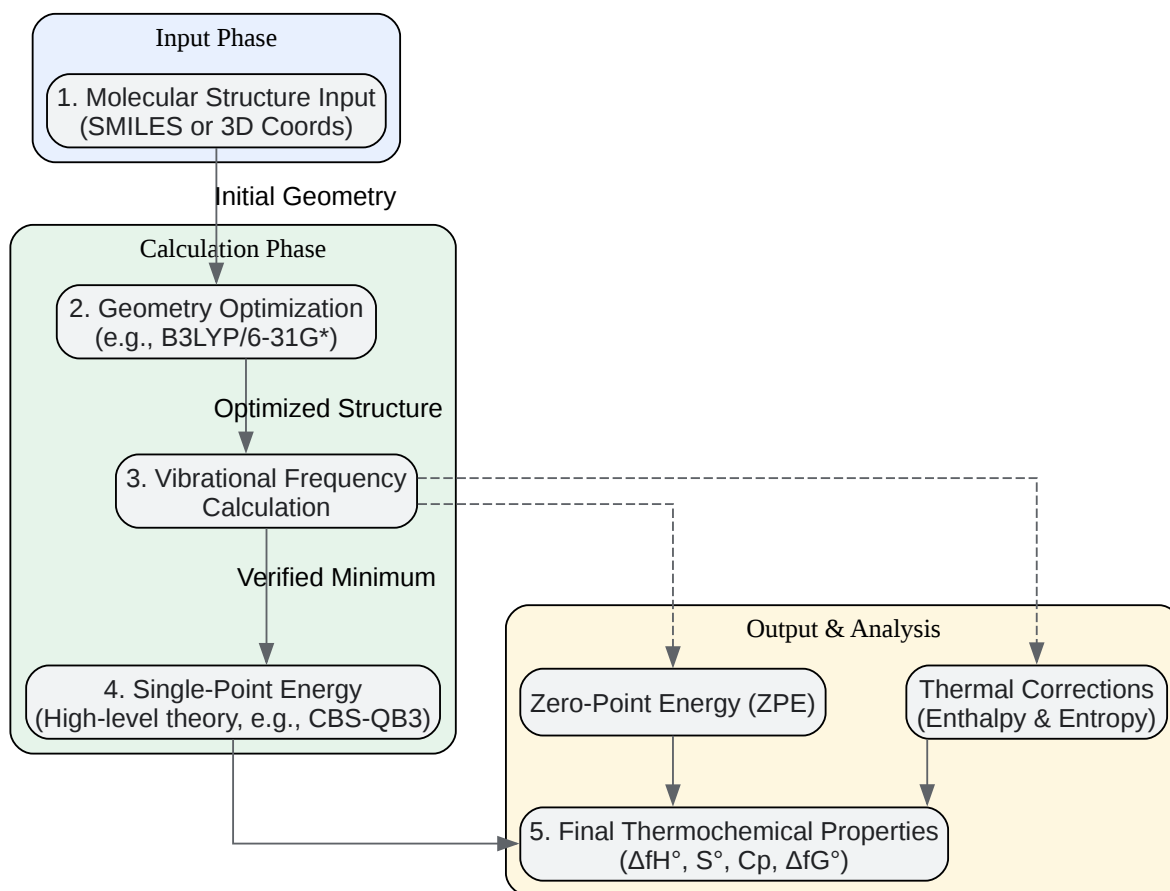 Input Phase
1. Molecular Structure Input
(SMILES or 3D Coords)
Initial Geometry
Calculation Phase
2. Geometry Optimization
(e.g., B3LYP/6-31G*)
Optimized Structure
3. Vibrational Frequency
Calculation
Verified Minimum
4. Single-Point Energy
(High-level theory, e.g., CBS-QB3)
Output & Analysis
Zero-Point Energy (ZPE)
Thermal Corrections
(Enthalpy & Entropy)
5. Final Thermochemical Properties
(ΔfH°, S°, Cp, ΔfG°)